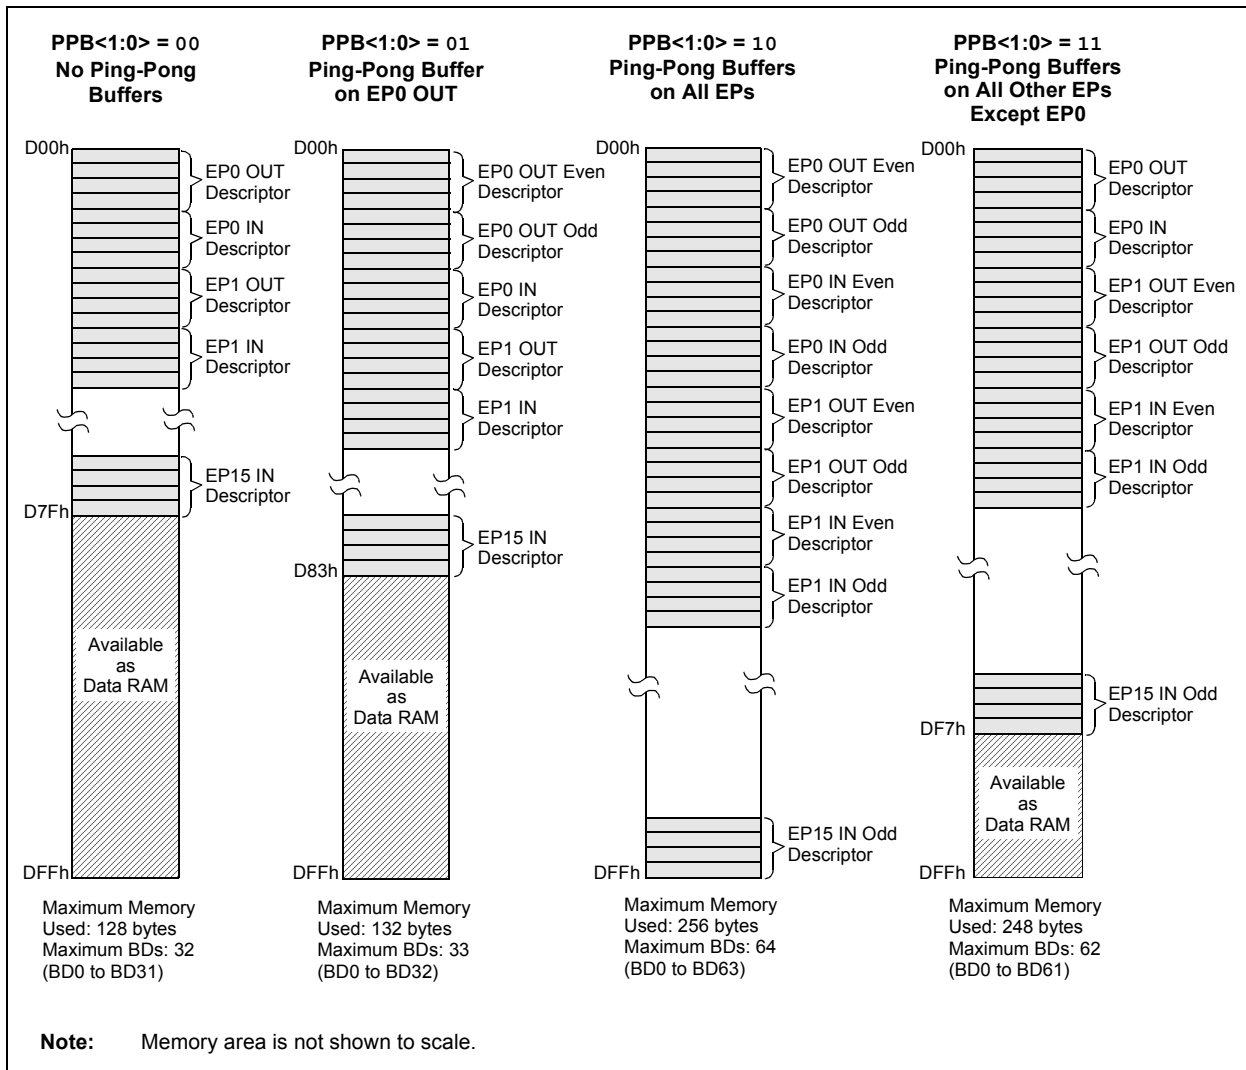 PPB<1:0> = 00
No Ping-Pong
Buffers
D00h
EP0 OUT
Descriptor
EP0 IN
Descriptor
EP1 OUT
Descriptor
EP1 IN
Descriptor
EP15 IN
Descriptor
D7Fh
Available
as
Data RAM
DFFh
Maximum Memory
Used: 128 bytes
Maximum BDs: 32
(BD0 to BD31)
PPB<1:0> = 01
Ping-Pong Buffer
on EP0 OUT
D00h
EP0 OUT Even
Descriptor
EP0 OUT Odd
Descriptor
EP0 IN
Descriptor
EP1 OUT
Descriptor
EP1 IN
Descriptor
EP15 IN
Descriptor
D83h
Available
as
Data RAM
DFFh
Maximum Memory
Used: 132 bytes
Maximum BDs: 33
(BD0 to BD32)
PPB<1:0> = 10
Ping-Pong Buffers
on All EPs
D00h
EP0 OUT Even
Descriptor
EP0 OUT Odd
Descriptor
EP0 IN Even
Descriptor
EP0 IN Odd
Descriptor
EP1 OUT Even
Descriptor
EP1 OUT Odd
Descriptor
EP1 IN Even
Descriptor
EP1 IN Odd
Descriptor
EP15 IN Odd
Descriptor
DFFh
Maximum Memory
Used: 256 bytes
Maximum BDs: 64
(BD0 to BD63)
PPB<1:0> = 11
Ping-Pong Buffers
on All Other EPs
Except EP0
D00h
EP0 OUT
Descriptor
EP0 IN
Descriptor
EP1 OUT Even
Descriptor
EP1 OUT Odd
Descriptor
EP1 IN Even
Descriptor
EP1 IN Odd
Descriptor
EP15 IN Odd
Descriptor
DF7h
Available
as
Data RAM
DFFh
Maximum Memory
Used: 248 bytes
Maximum BDs: 62
(BD0 to BD61)
Note: Memory area is not shown to scale.